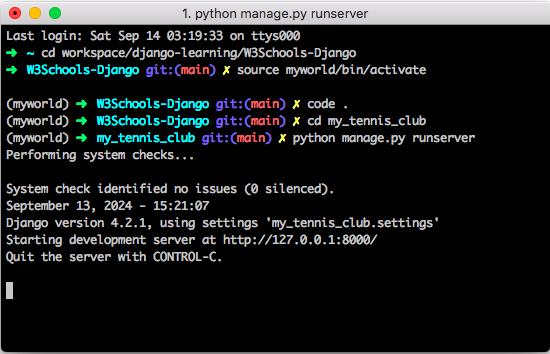 1. python manage.py runserver
Last login: Sat Sep 14 03:19:33 on ttys000
➜ ~ cd workspace/django-learning/W3Schools-Django
➜ W3Schools-Django git:(main) ✗ source myworld/bin/activate
(myworld) ➜ W3Schools-Django git:(main) ✗ code .
(myworld) ➜ W3Schools-Django git:(main) ✗ cd my_tennis_club
(myworld) ➜ my_tennis_club git:(main) ✗ python manage.py runserver
Performing system checks...
System check identified no issues (0 silenced).
September 13, 2024 - 15:21:07
Django version 4.2.1, using settings 'my_tennis_club.settings'
Starting development server at http://127.0.0.1:8000/
Quit the server with CONTROL-C.